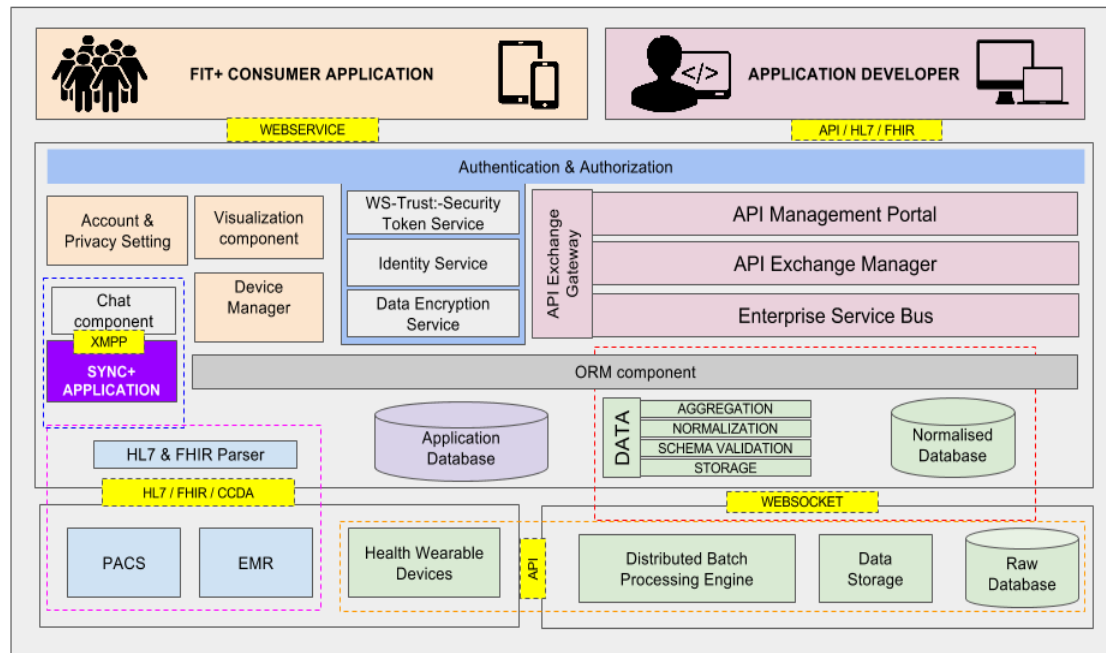 FIT+ CONSUMER APPLICATION
</>
APPLICATION DEVELOPER
WEBSERVICE
API / HL7 / FHIR
Authentication & Authorization
Account &
Privacy Setting
Visualization
component
WS-Trust:-Security
Token Service
API Exchange
Gateway
API Management Portal
Identity Service
API Exchange Manager
Device
Manager
Chat
component
Data Encryption
Service
Enterprise Service Bus
XMPP
SYNC+
APPLICATION
ORM component
Application
Database
DATA
AGGREGATION
NORMALIZATION
SCHEMA VALIDATION
STORAGE
Normalised
Database
HL7 & FHIR Parser
HL7 / FHIR / CCDA
WEBSOCKET
PACS
EMR
Health Wearable
Devices
API
Distributed Batch
Processing Engine
Data
Storage
Raw
Database